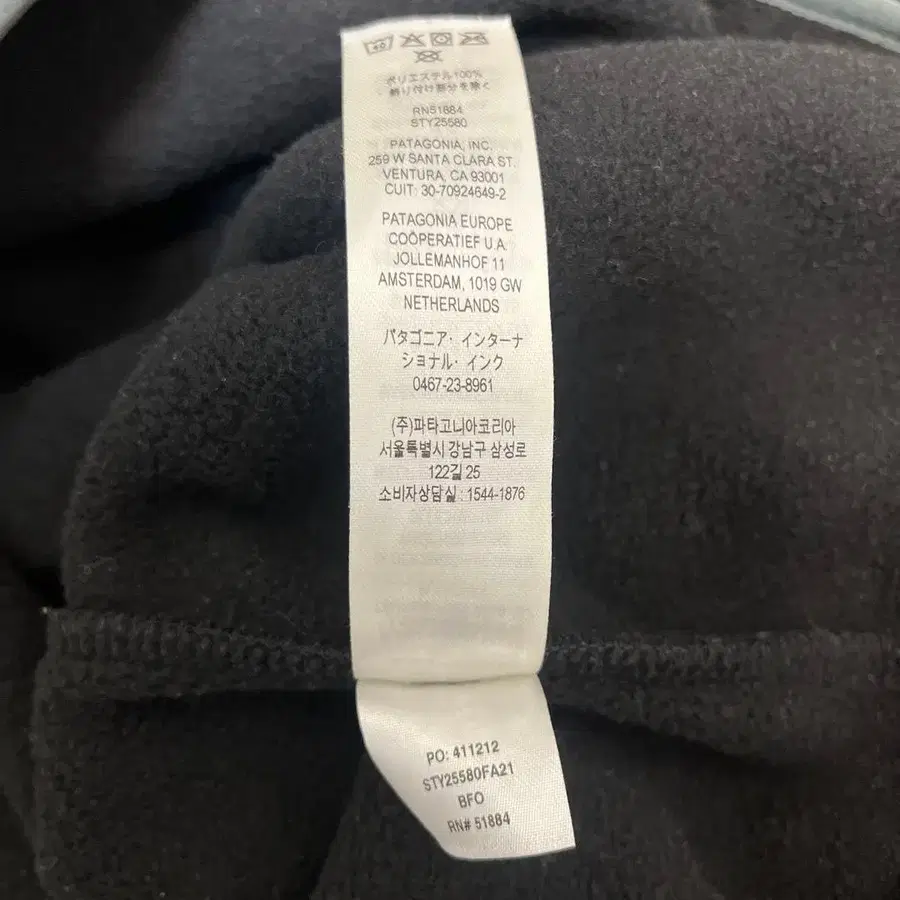 40
ポリエステル100%
飾り付け部分を除く
RN51884
STY25580
PATAGONIA, INC.
259 W SANTA CLARA ST.
VENTURA, CA 93001
CUIT: 30-70924649-2
PATAGONIA EUROPE
COÖPERATIEF U.A.
JOLLEMANHOF 11
AMSTERDAM, 1019 GW
NETHERLANDS
パタゴニア・インターナ
ショナル・インク
0467-23-8961
(주)파타고니아코리아
서울특별시 강남구 삼성로
122길 25
소비자상담실 : 1544-1876
PO: 411212
STY25580FA21
BFO
RN# 51884